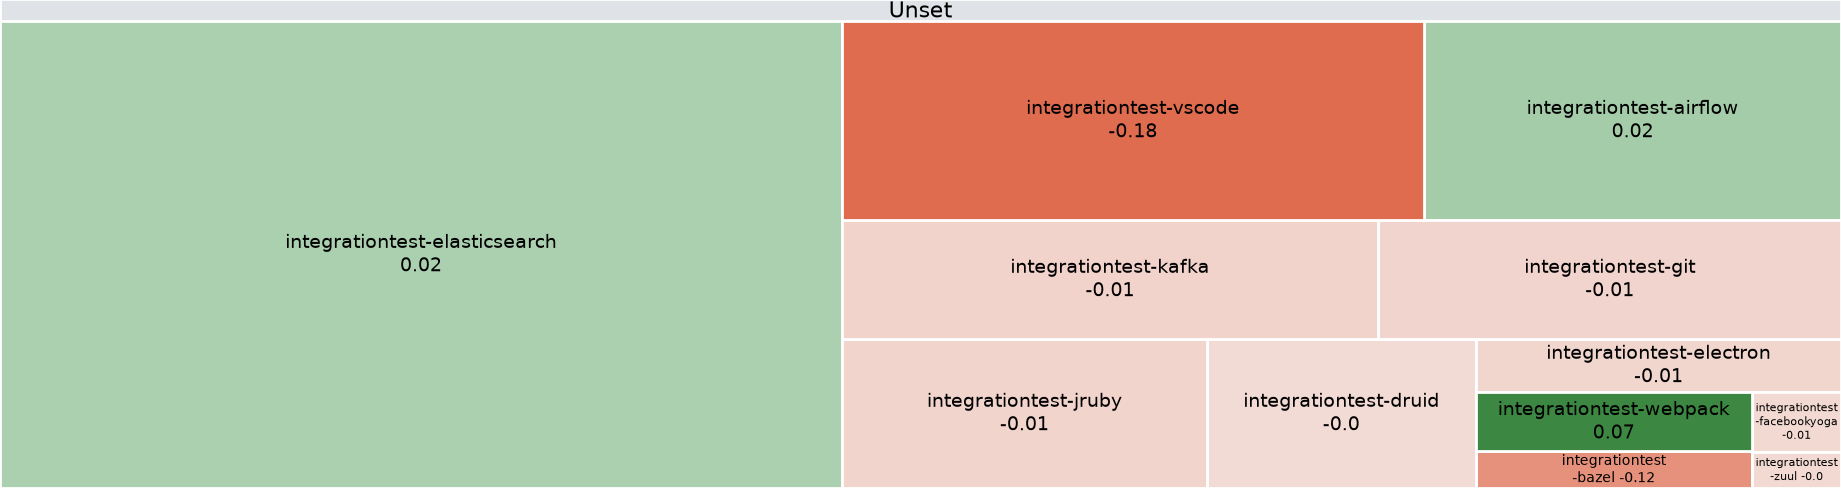 Unset
integrationtest-elasticsearch
0.02
integrationtest-vscode
-0.18
integrationtest-airflow
0.02
integrationtest-kafka
-0.01
integrationtest-git
-0.01
integrationtest-jruby
-0.01
integrationtest-druid
-0.0
integrationtest-electron
-0.01
integrationtest-webpack
0.07
integrationtest
-facebookyoga
-0.01
integrationtest
-bazel -0.12
integrationtest
-zuul -0.0